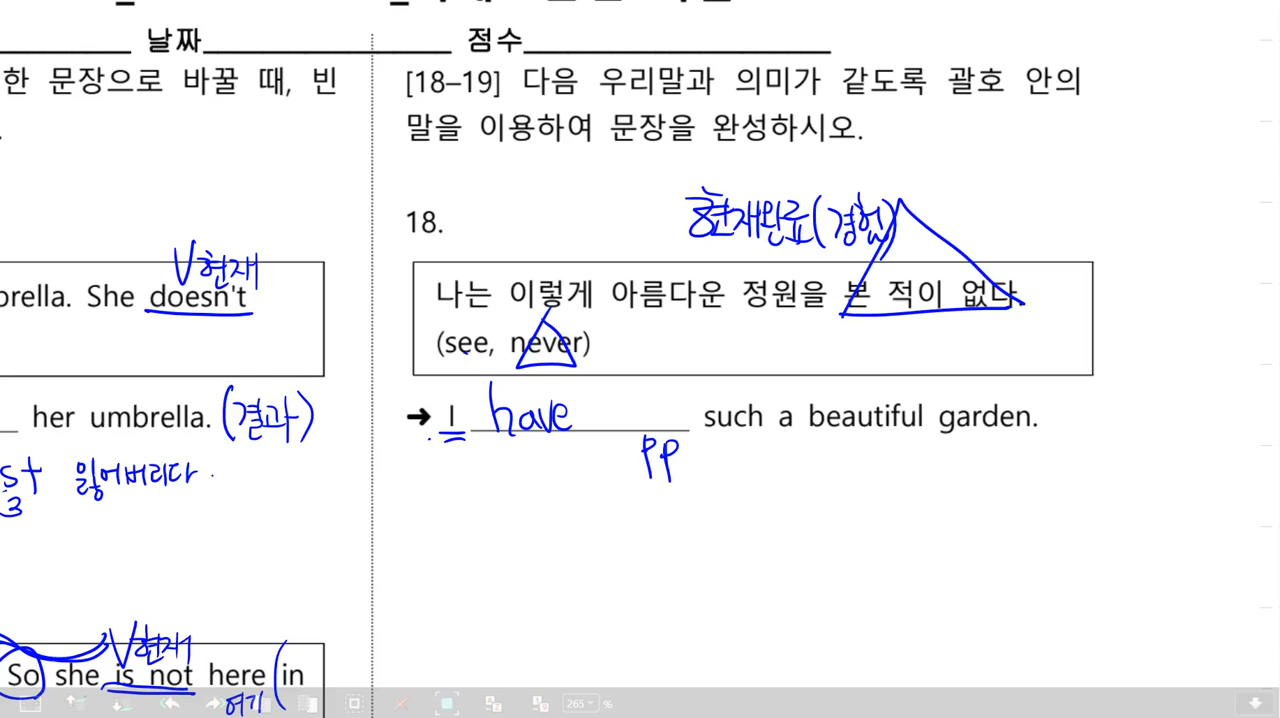 날짜 점수
한 문장으로 바꿀 때, 빈
V현재
brella. She doesn't
her umbrella. (결과)
st 잃어버리다
3
V현재
So she is not here (in
여기
[18–19] 다음 우리말과 의미가 같도록 괄호 안의
말을 이용하여 문장을 완성하시오.
18.
현재완료(경험)
나는 이렇게 아름다운 정원을 본 적이 없다.
(see, never)
➔ I have such a beautiful garden.
pp
265 %